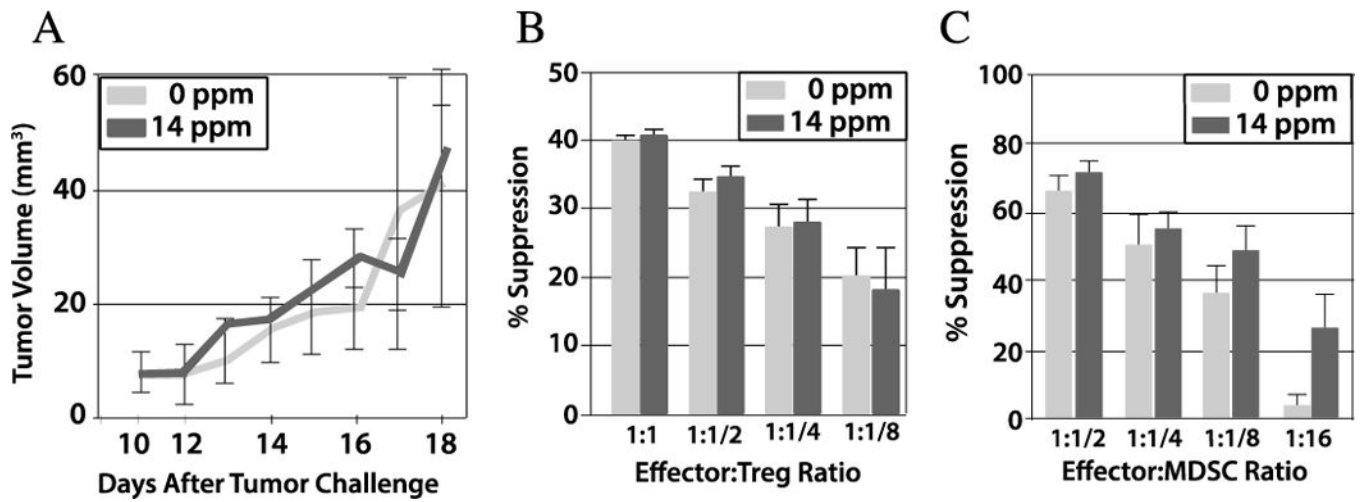 A
60
40
20
0
Tumor Volume (mm³)
0 ppm
14 ppm
10 12 14 16 18
Days After Tumor Challenge
B
50
40
30
20
10
0
% Suppression
0 ppm
14 ppm
1:1 1:1/2 1:1/4 1:1/8
Effector:Treg Ratio
C
100
80
60
40
20
0
% Suppression
0 ppm
14 ppm
1:1/2 1:1/4 1:1/8 1:16
Effector:MDSC Ratio